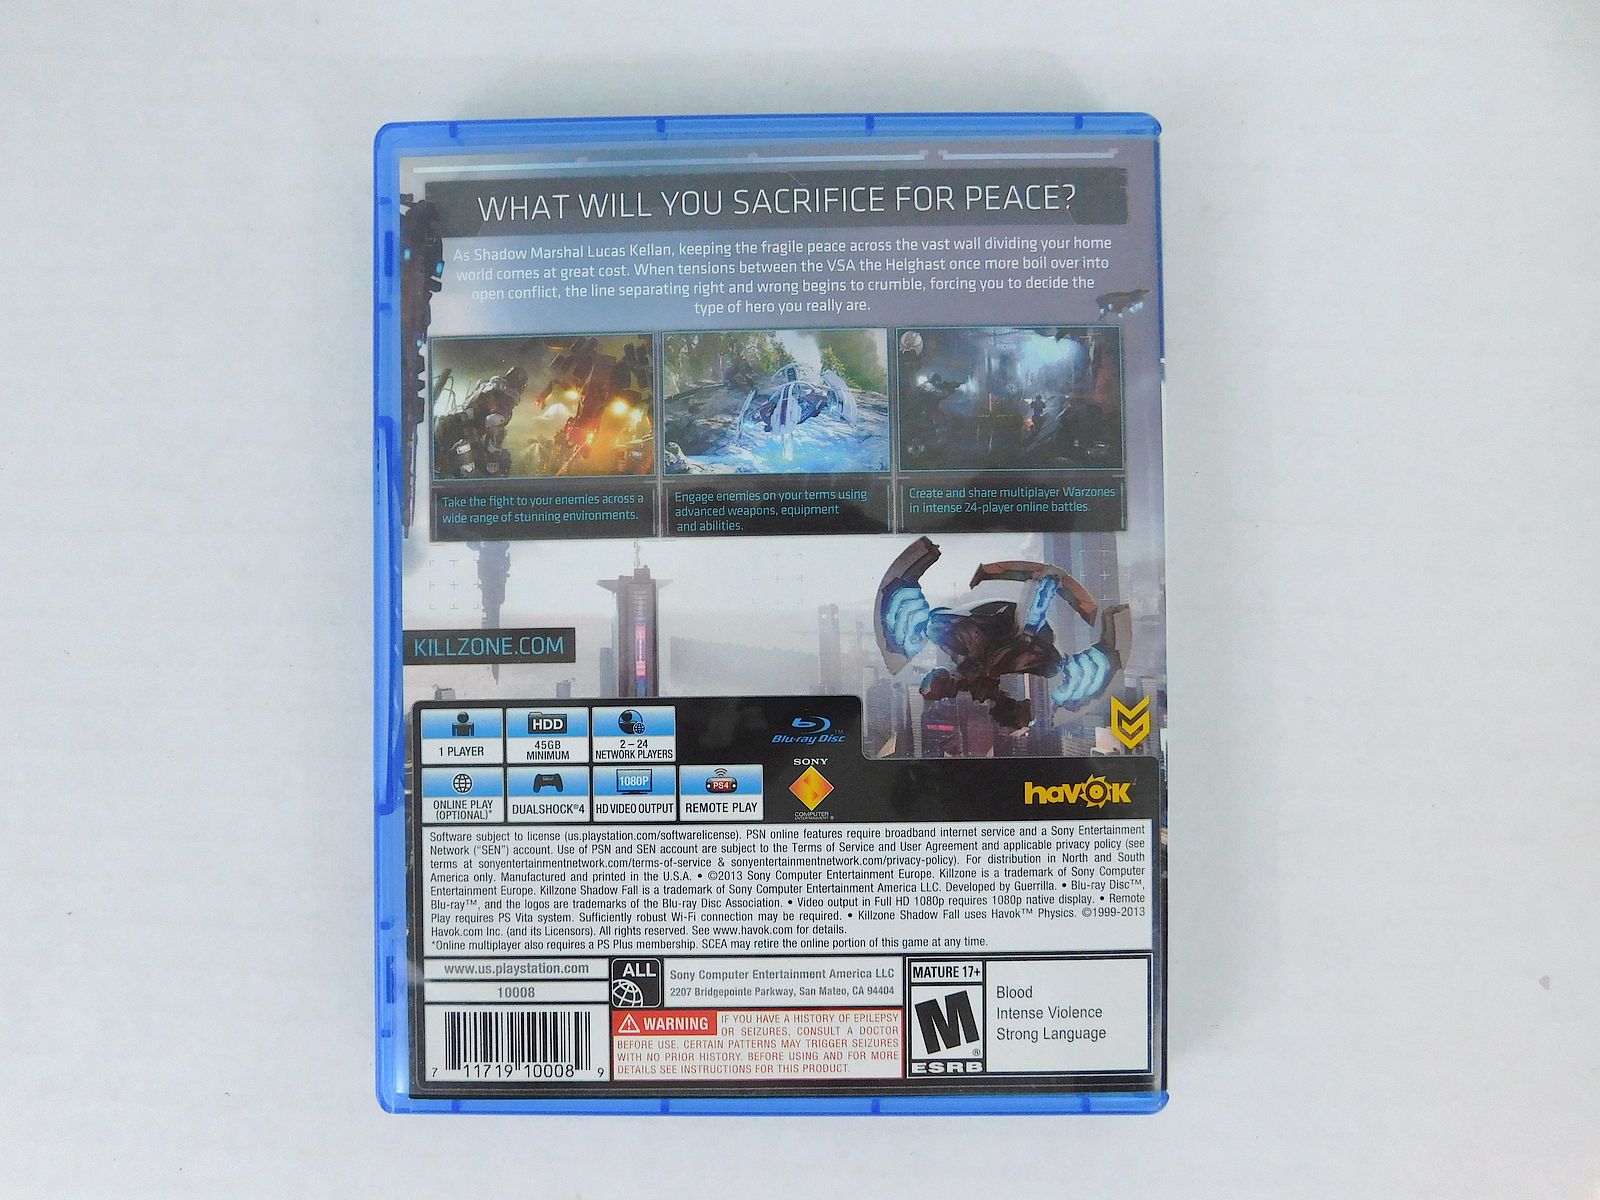 WHAT WILL YOU SACRIFICE FOR PEACE?
As Shadow Marshal Lucas Kellan, keeping the fragile peace across the vast wall dividing your home
world comes at great cost. When tensions between the VSA the Helghast once more boil over into
open conflict, the line separating right and wrong begins to crumble, forcing you to decide the
type of hero you really are.
Take the fight to your enemies across a
wide range of stunning environments.
Engage enemies on your terms using
advanced weapons, equipment
and abilities.
Create and share multiplayer Warzones
in intense 24-player online battles.
KILLZONE.COM
1 PLAYER
HDD
45GB
MINIMUM
2 – 24
NETWORK PLAYERS
Blu-ray Disc™
ONLINE PLAY
(OPTIONAL)*
DUALSHOCK®4
1080P
HD VIDEO OUTPUT
PS4
REMOTE PLAY
SONY
COMPUTER
ENTERTAINMENT®
havok
Software subject to license (us.playstation.com/softwarelicense). PSN online features require broadband internet service and a Sony Entertainment
Network ("SEN") account. Use of PSN and SEN account are subject to the Terms of Service and User Agreement and applicable privacy policy (see
terms at sonyentertainmentnetwork.com/terms-of-service & sonyentertainmentnetwork.com/privacy-policy). For distribution in North and South
America only. Manufactured and printed in the U.S.A. • ©2013 Sony Computer Entertainment Europe. Killzone is a trademark of Sony Computer
Entertainment Europe. Killzone Shadow Fall is a trademark of Sony Computer Entertainment America LLC. Developed by Guerrilla. • Blu-ray Disc™,
Blu-ray™, and the logos are trademarks of the Blu-ray Disc Association. • Video output in Full HD 1080p requires 1080p native display. • Remote
Play requires PS Vita system. Sufficiently robust Wi-Fi connection may be required. • Killzone Shadow Fall uses Havok™ Physics. ©1999-2013
Havok.com Inc. (and its Licensors). All rights reserved. See www.havok.com for details.
*Online multiplayer also requires a PS Plus membership. SCEA may retire the online portion of this game at any time.
www.us.playstation.com
10008
7 11719 10008 9
ALL
Sony Computer Entertainment America LLC
2207 Bridgepointe Parkway, San Mateo, CA 94404
WARNING IF YOU HAVE A HISTORY OF EPILEPSY
OR SEIZURES, CONSULT A DOCTOR
BEFORE USE. CERTAIN PATTERNS MAY TRIGGER SEIZURES
WITH NO PRIOR HISTORY. BEFORE USING AND FOR MORE
DETAILS SEE INSTRUCTIONS FOR THIS PRODUCT.
MATURE 17+
M®
ESRB
Blood
Intense Violence
Strong Language